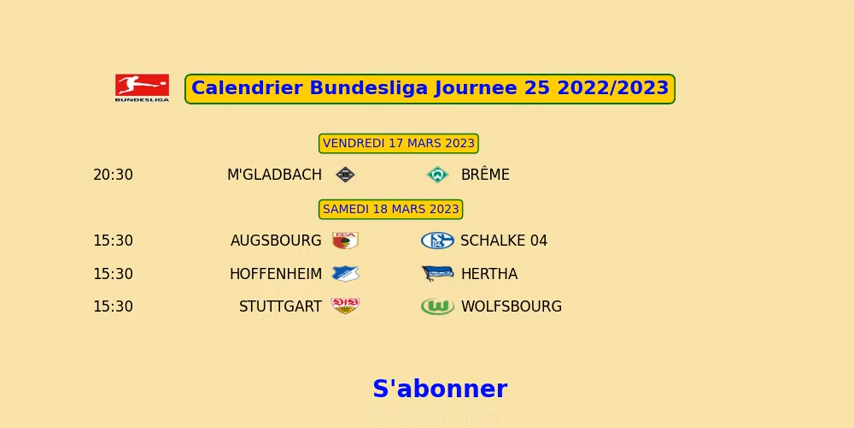 BUNDESLIGA
Calendrier Bundesliga Journee 25 2022/2023
VENDREDI 17 MARS 2023
20:30 M'GLADBACH BRÊME
SAMEDI 18 MARS 2023
15:30 AUGSBOURG SCHALKE 04
15:30 HOFFENHEIM HERTHA
15:30 STUTTGART WOLFSBOURG
S'abonner